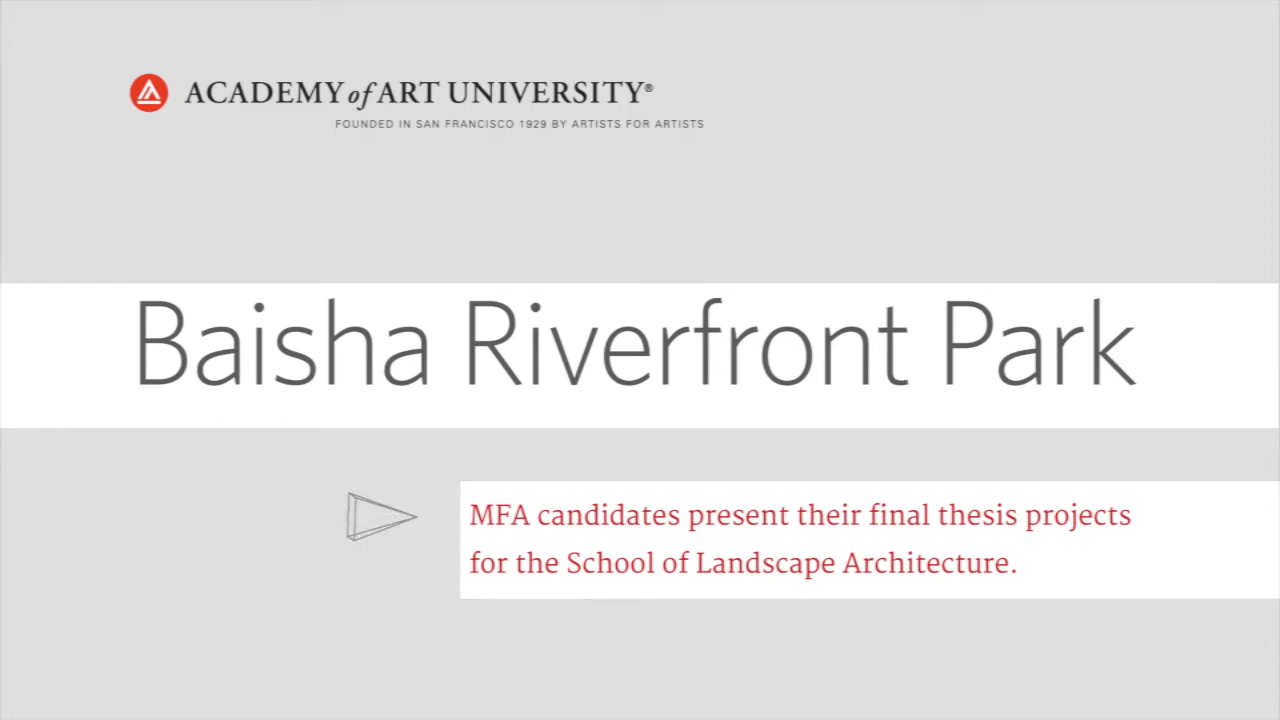 ACADEMY of ART UNIVERSITY®
FOUNDED IN SAN FRANCISCO 1929 BY ARTISTS FOR ARTISTS
Baisha Riverfront Park
MFA candidates present their final thesis projects
for the School of Landscape Architecture.